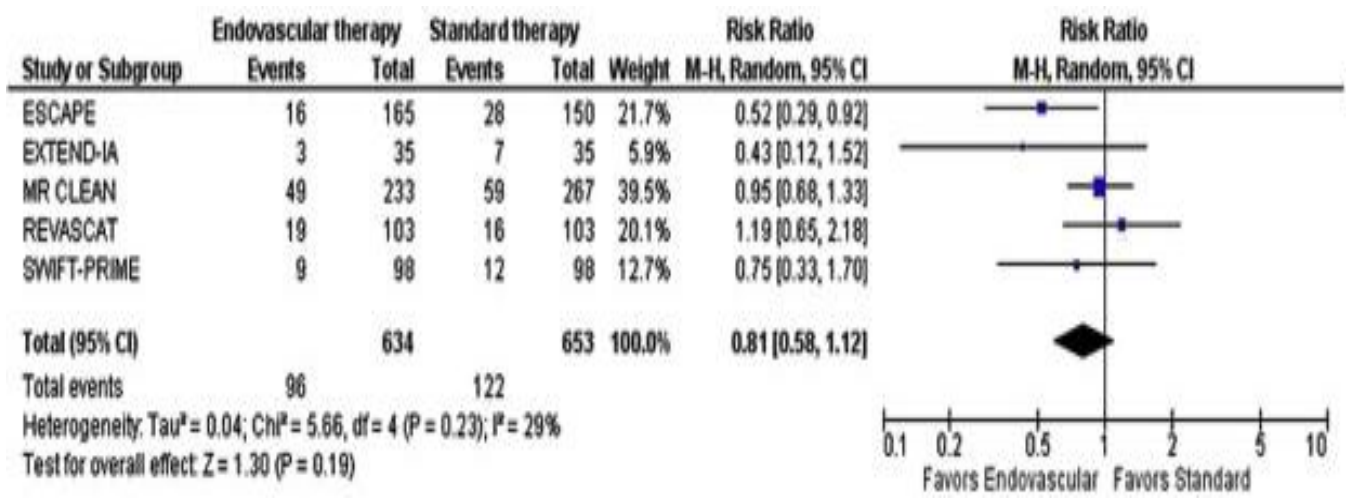 Endovascular therapy Standard therapy Risk Ratio Risk Ratio
Study or Subgroup Events Total Events Total Weight M-H, Random, 95% CI M-H, Random, 95% CI
ESCAPE 16 165 28 150 21.7% 0.52 [0.29, 0.92]
EXTEND-IA 3 35 7 35 5.9% 0.43 [0.12, 1.52]
MR CLEAN 49 233 59 267 39.5% 0.95 [0.68, 1.33]
REVASCAT 19 103 16 103 20.1% 1.19 [0.65, 2.18]
SWIFT-PRIME 9 98 12 98 12.7% 0.75 [0.33, 1.70]
Total (95% CI) 634 653 100.0% 0.81 [0.58, 1.12]
Total events 96 122
Heterogeneity: Tau² = 0.04; Chi² = 5.66, df = 4 (P = 0.23); I² = 29%
Test for overall effect: Z = 1.30 (P = 0.19)
0.1 0.2 0.5 1 2 5 10
Favors Endovascular Favors Standard